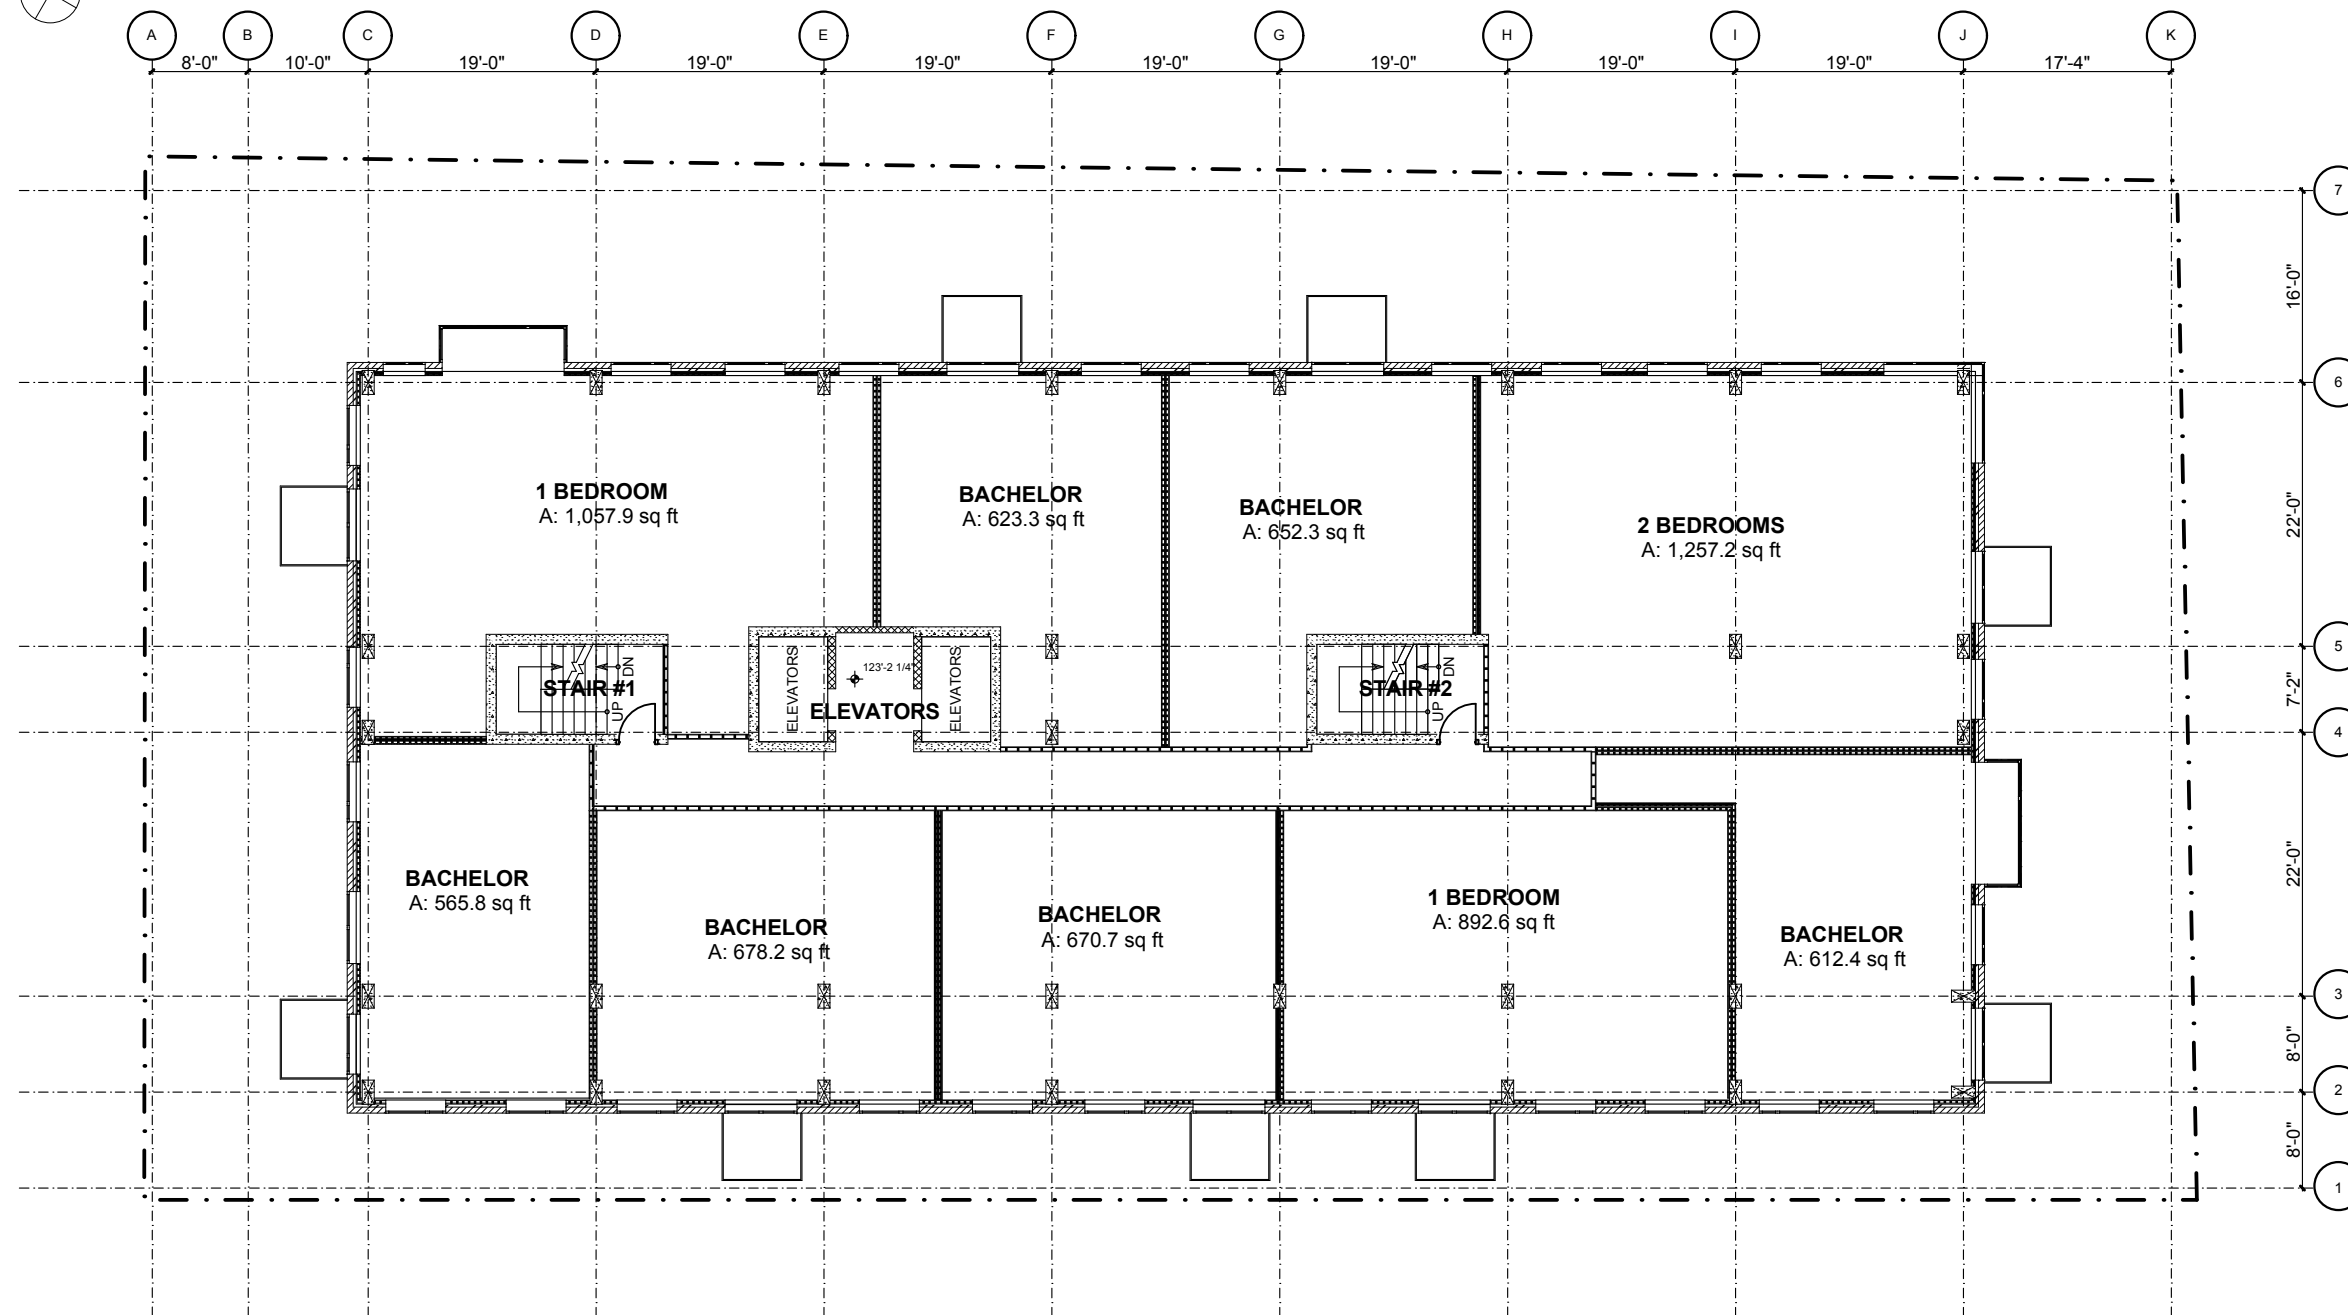 A B C D E F G H I J K
8'-0" 10'-0" 19'-0" 19'-0" 19'-0" 19'-0" 19'-0" 19'-0" 19'-0" 17'-4"
7
16'-0"
6
22'-0"
5
7'-2"
4
22'-0"
3
8'-0"
2
8'-0"
1
1 BEDROOM
A: 1,057.9 sq ft
BACHELOR
A: 623.3 sq ft
BACHELOR
A: 652.3 sq ft
2 BEDROOMS
A: 1,257.2 sq ft
STAIR #1
DN
UP
ELEVATORS
123'-2 1/4"
ELEVATORS
ELEVATORS
STAIR #2
DN
UP
BACHELOR
A: 565.8 sq ft
BACHELOR
A: 678.2 sq ft
BACHELOR
A: 670.7 sq ft
1 BEDROOM
A: 892.6 sq ft
BACHELOR
A: 612.4 sq ft